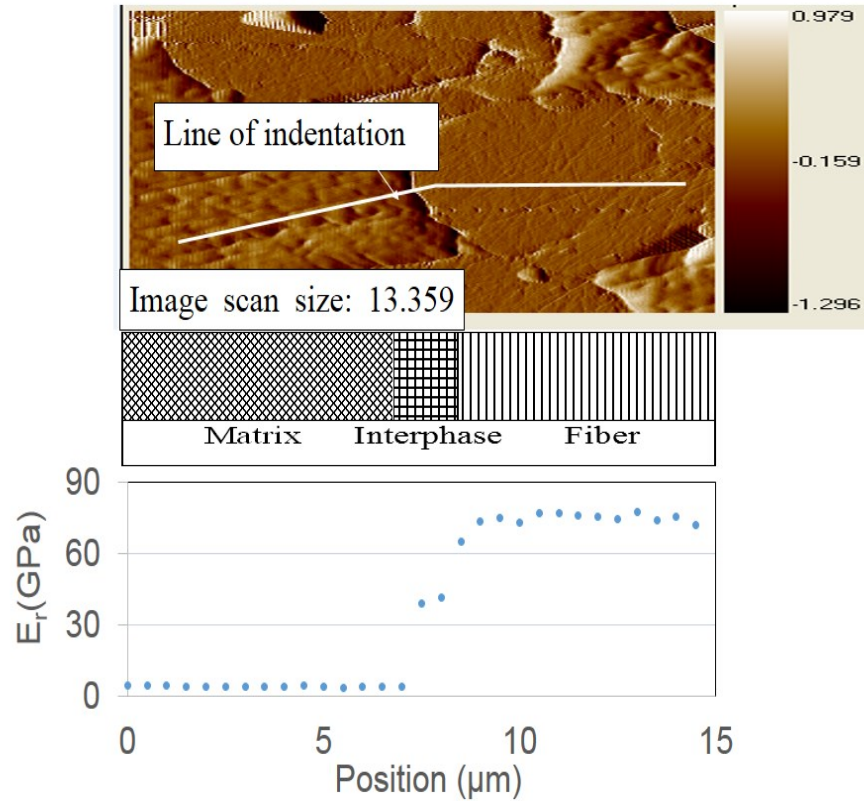 0.979
Line of indentation
-0.159
Image scan size: 13.359
-1.296
Matrix Interphase Fiber
90
60
30
0
Er(GPa)
0 5 10 15
Position (µm)